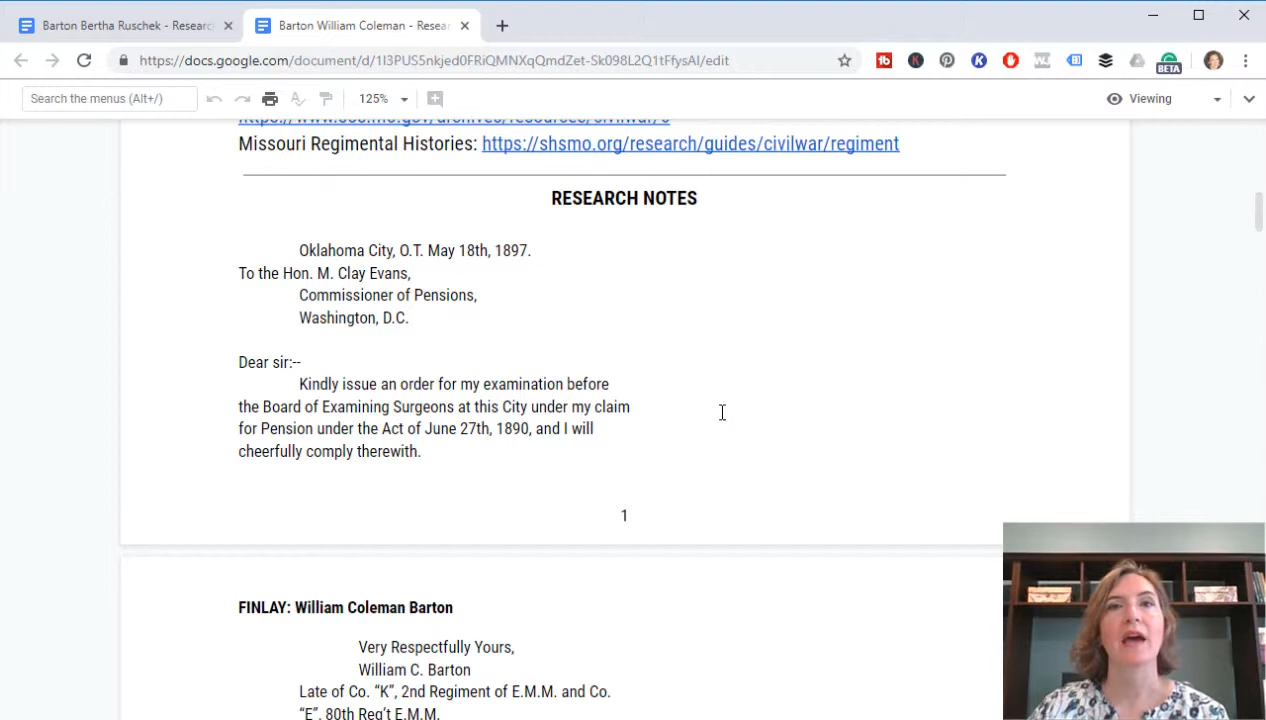 Barton Bertha Ruschek - Researc
Barton William Coleman - Resear
https://docs.google.com/document/d/1I3PUS5nkjed0FRiQMNXqQmdZet-Sk098L2Q1tFfysAI/edit
BETA
Search the menus (Alt+/)
125%
Viewing
Missouri Regimental Histories: https://shsmo.org/research/guides/civilwar/regiment
RESEARCH NOTES
Oklahoma City, O.T. May 18th, 1897.
To the Hon. M. Clay Evans,
Commissioner of Pensions,
Washington, D.C.
Dear sir:--
Kindly issue an order for my examination before
the Board of Examining Surgeons at this City under my claim
for Pension under the Act of June 27th, 1890, and I will
cheerfully comply therewith.
1
FINLAY: William Coleman Barton
Very Respectfully Yours,
William C. Barton
Late of Co. “K”, 2nd Regiment of E.M.M. and Co.
“E”, 80th Reg’t E.M.M.